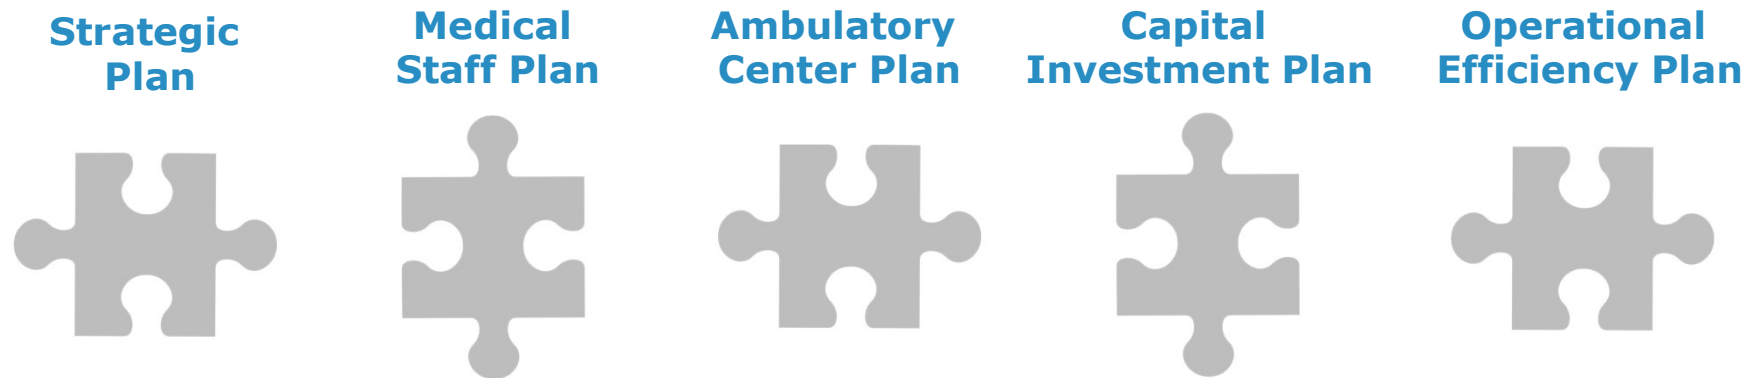 Strategic
Plan
Medical
Staff Plan
Ambulatory
Center Plan
Capital
Investment Plan
Operational
Efficiency Plan